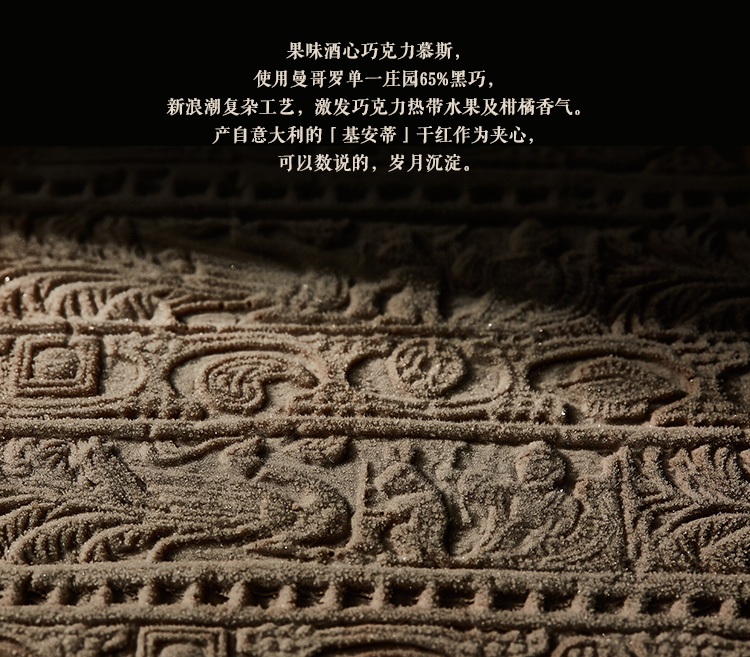 果味酒心巧克力慕斯，
使用曼哥罗单一庄园65%黑巧，
新浪潮复杂工艺，激发巧克力热带水果及柑橘香气。
产自意大利的「基安蒂」干红作为夹心，
可以数说的，岁月沉淀。